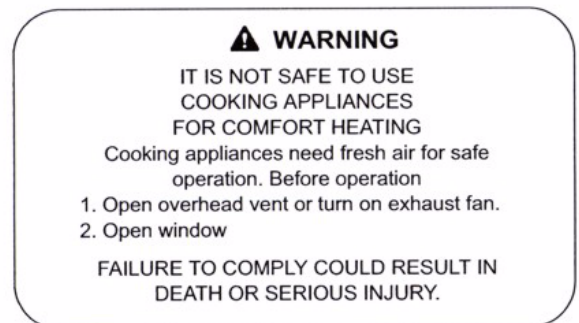 WARNING
IT IS NOT SAFE TO USE
COOKING APPLIANCES
FOR COMFORT HEATING
Cooking appliances need fresh air for safe
operation. Before operation
1. Open overhead vent or turn on exhaust fan.
2. Open window
FAILURE TO COMPLY COULD RESULT IN
DEATH OR SERIOUS INJURY.